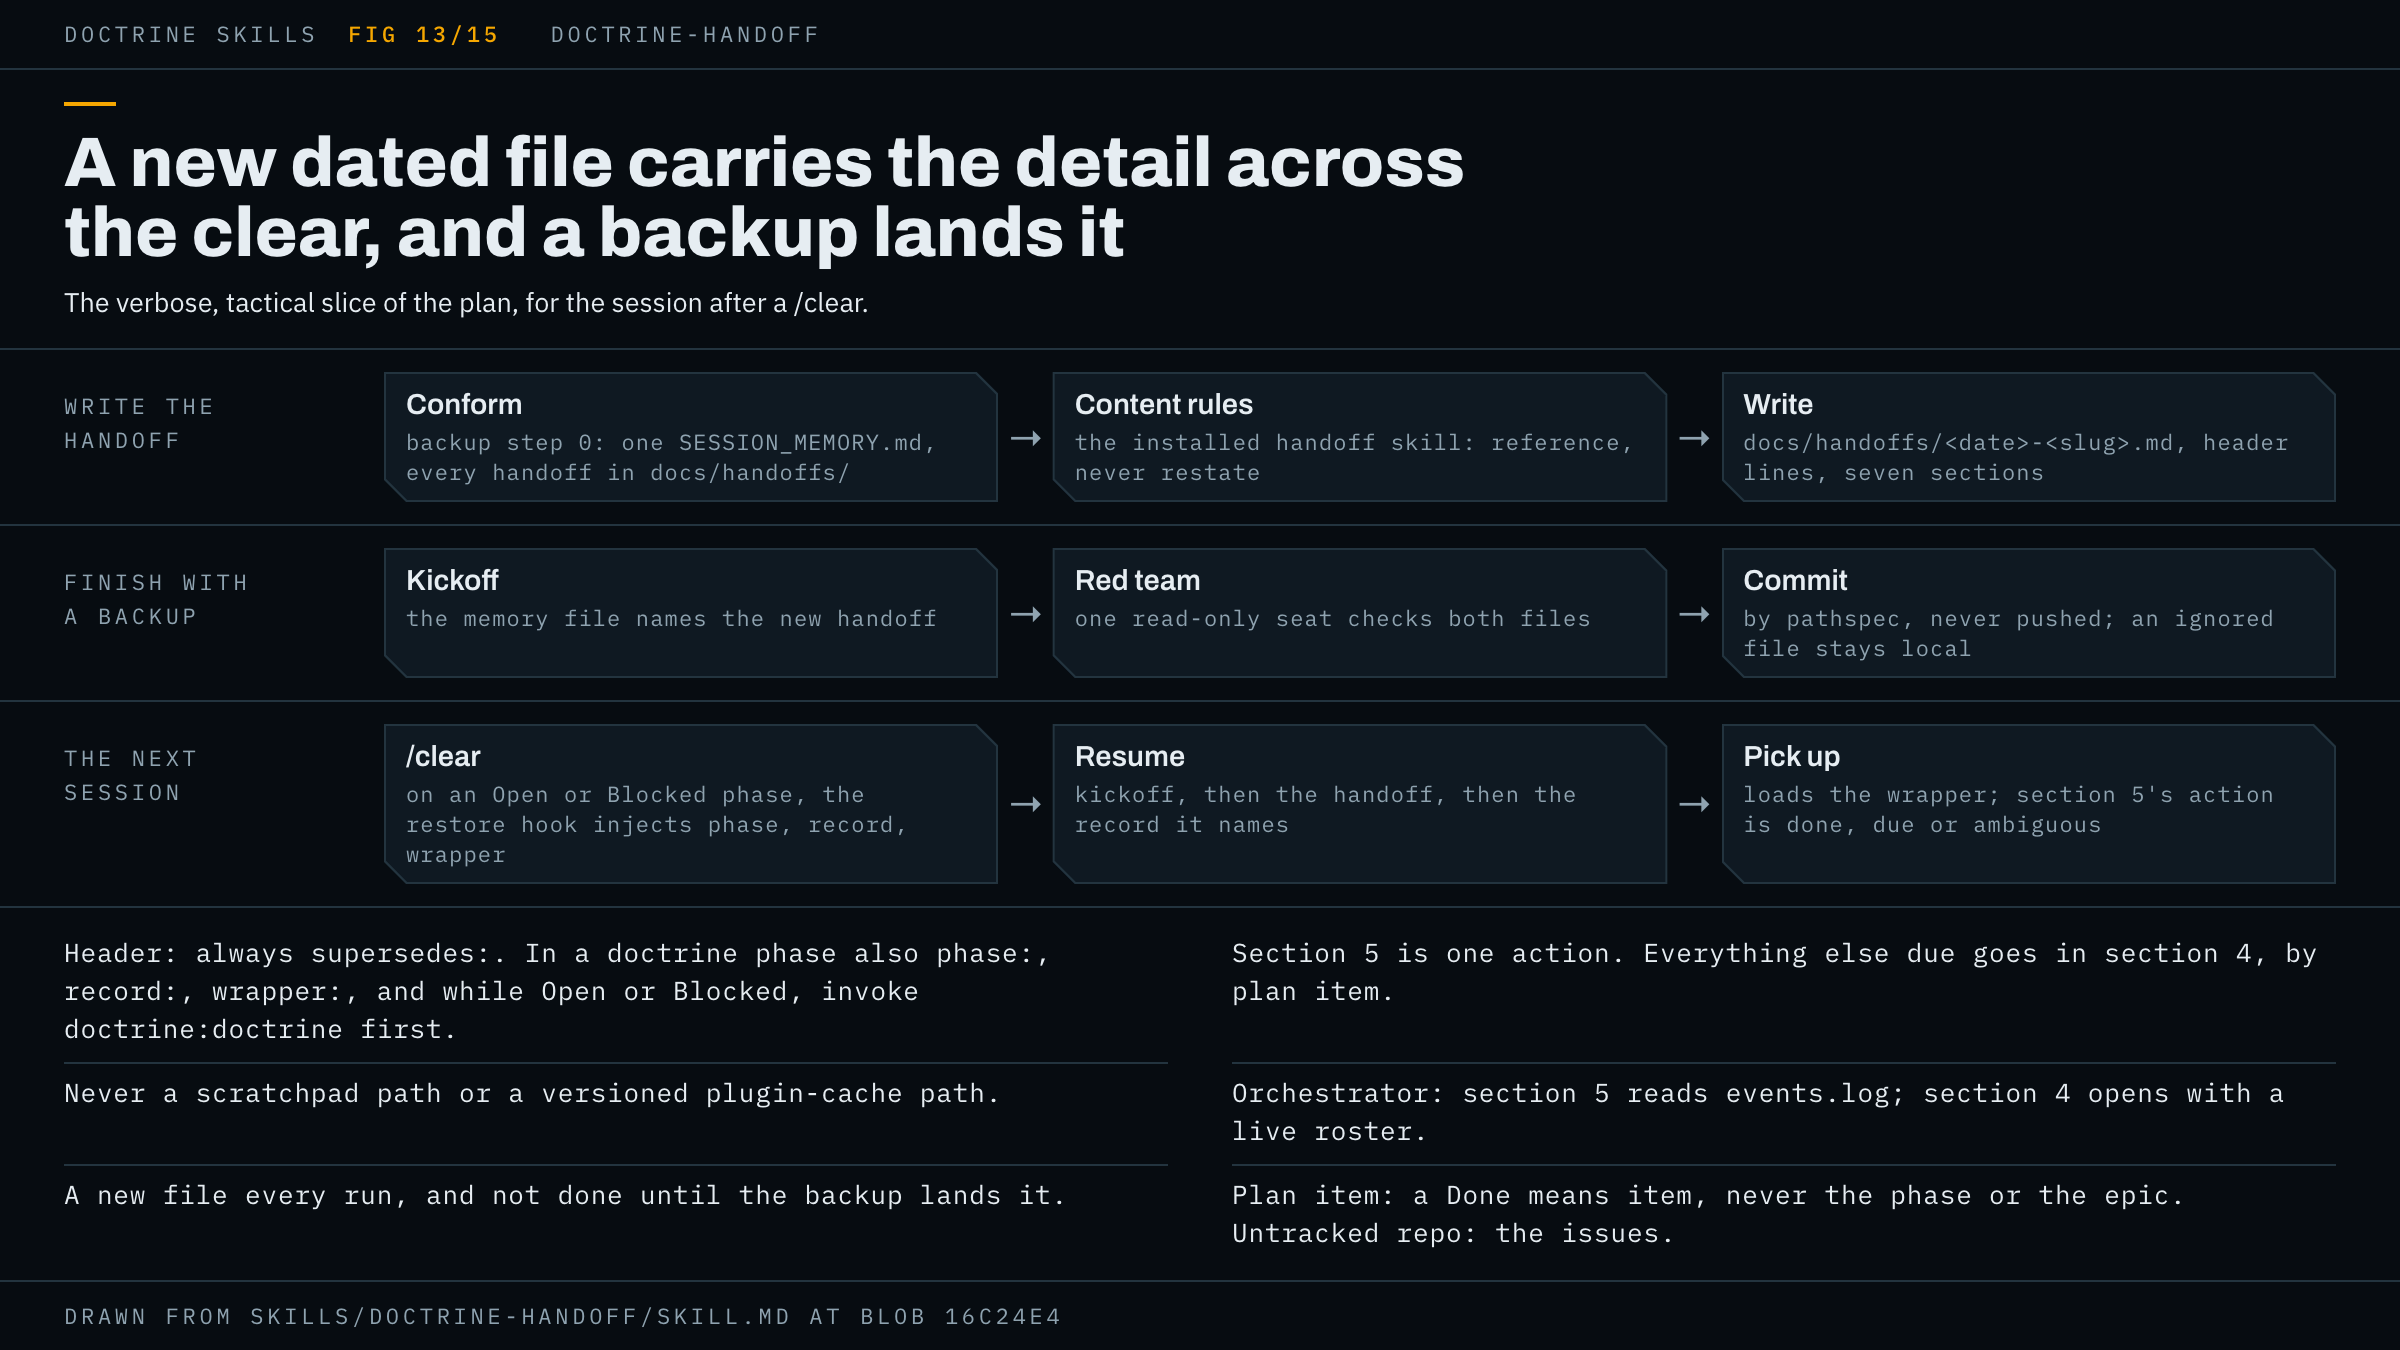 DOCTRINE SKILLS FIG 13/15 DOCTRINE-HANDOFF
A new dated file carries the detail across
the clear, and a backup lands it
The verbose, tactical slice of the plan, for the session after a /clear.
WRITE THE
HANDOFF
Conform
backup step 0: one SESSION_MEMORY.md,
every handoff in docs/handoffs/
→
Content rules
the installed handoff skill: reference,
never restate
→
Write
docs/handoffs/<date>-<slug>.md, header
lines, seven sections
FINISH WITH
A BACKUP
Kickoff
the memory file names the new handoff
→
Red team
one read-only seat checks both files
→
Commit
by pathspec, never pushed; an ignored
file stays local
THE NEXT
SESSION
/clear
on an Open or Blocked phase, the
restore hook injects phase, record,
wrapper
→
Resume
kickoff, then the handoff, then the
record it names
→
Pick up
loads the wrapper; section 5's action
is done, due or ambiguous
Header: always supersedes:. In a doctrine phase also phase:,
record:, wrapper:, and while Open or Blocked, invoke
doctrine:doctrine first.
Section 5 is one action. Everything else due goes in section 4, by
plan item.
Never a scratchpad path or a versioned plugin-cache path.
Orchestrator: section 5 reads events.log; section 4 opens with a
live roster.
A new file every run, and not done until the backup lands it.
Plan item: a Done means item, never the phase or the epic.
Untracked repo: the issues.
DRAWN FROM SKILLS/DOCTRINE-HANDOFF/SKILL.MD AT BLOB 16C24E4